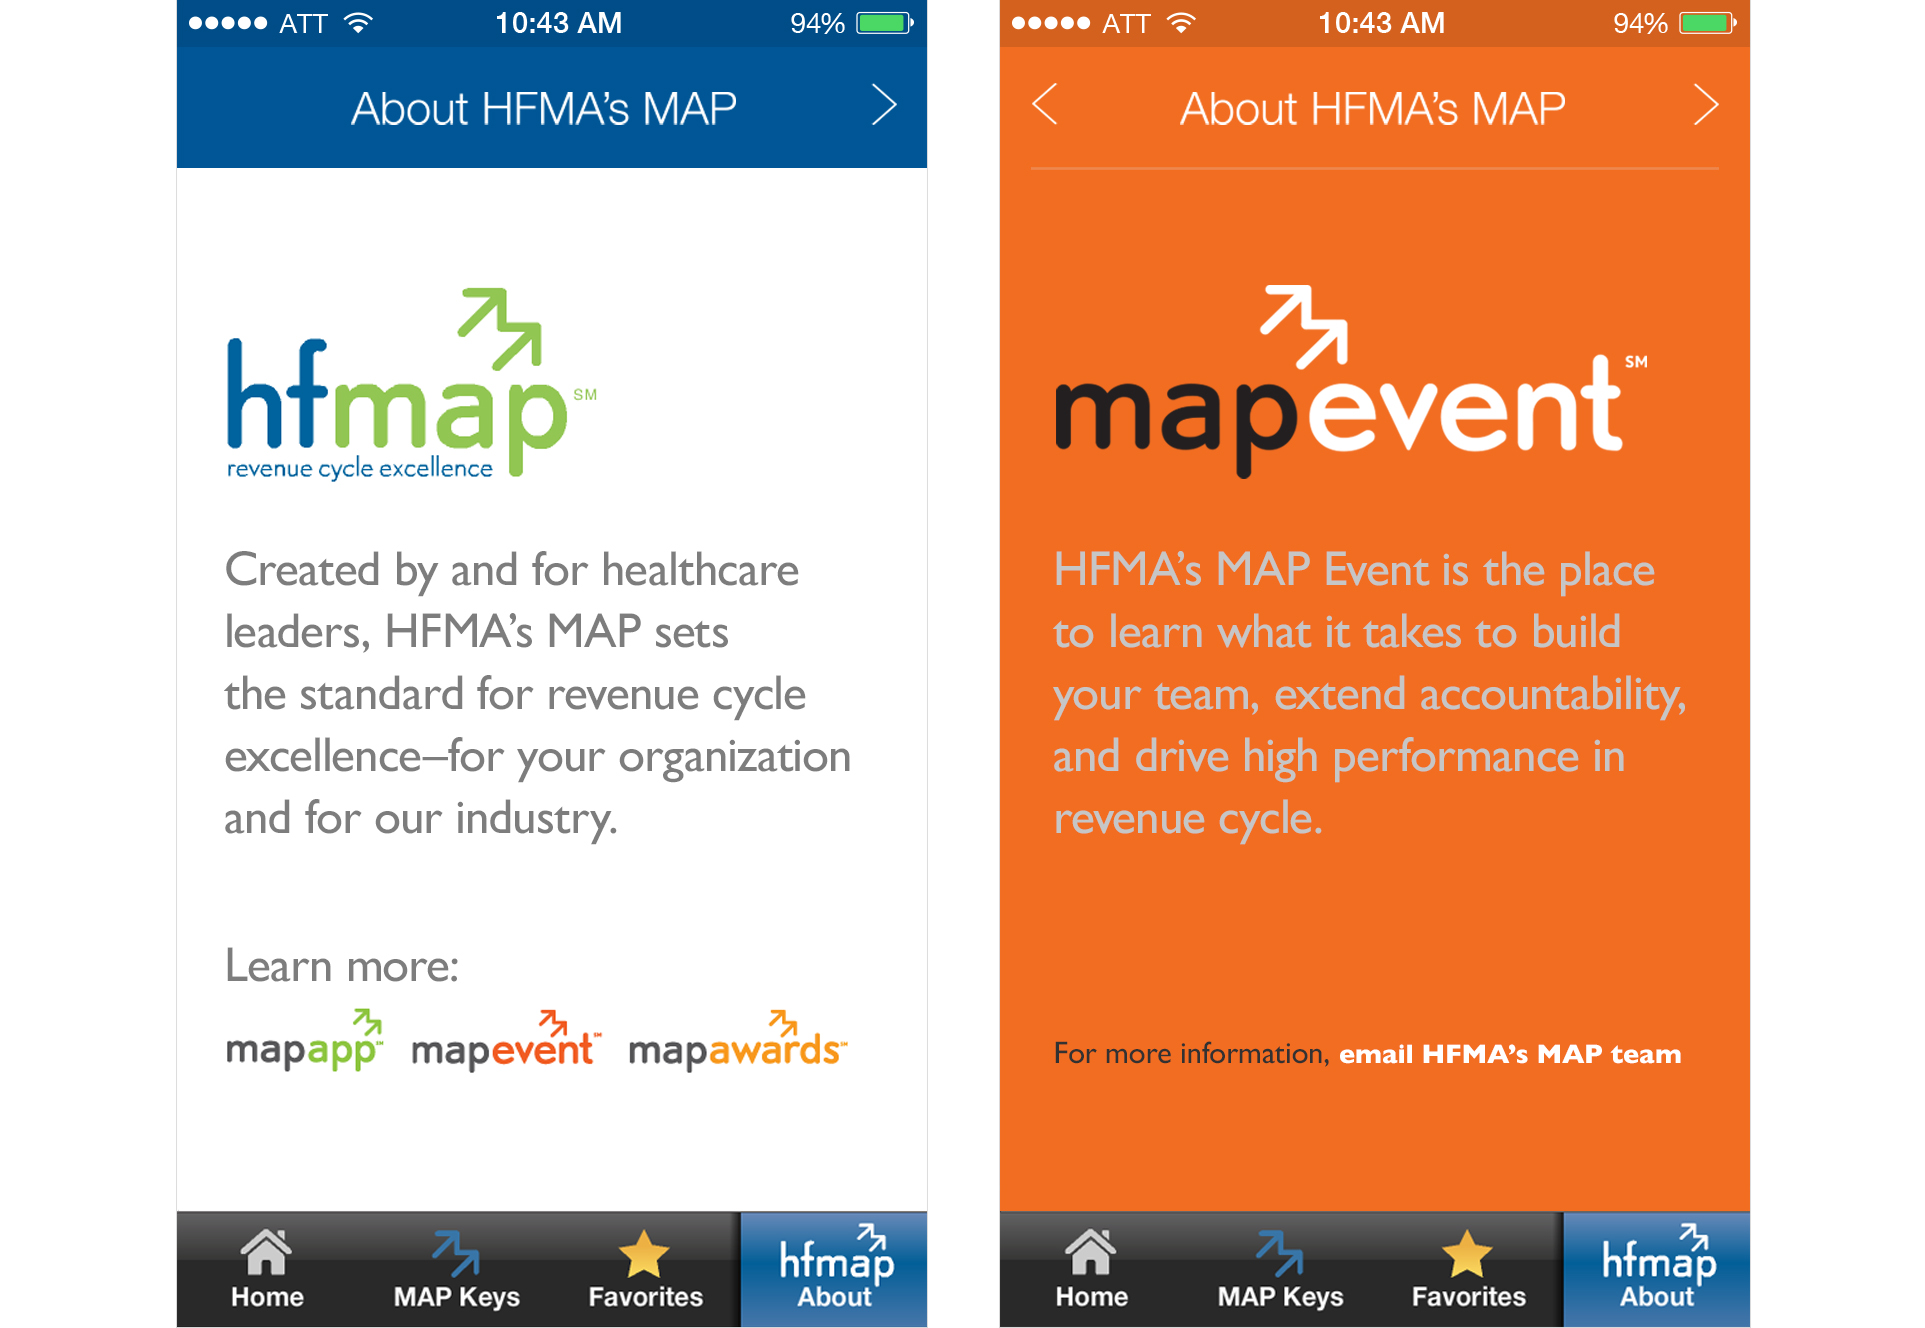 ATT 10:43 AM 94%
About HFMA's MAP
hfmap SM
revenue cycle excellence
Created by and for healthcare
leaders, HFMA's MAP sets
the standard for revenue cycle
excellence–for your organization
and for our industry.
Learn more:
mapapp SM mapevent SM mapawards SM
Home MAP Keys Favorites hfmap About
ATT 10:43 AM 94%
About HFMA's MAP
mapevent SM
HFMA's MAP Event is the place
to learn what it takes to build
your team, extend accountability,
and drive high performance in
revenue cycle.
For more information, email HFMA's MAP team
Home MAP Keys Favorites hfmap About